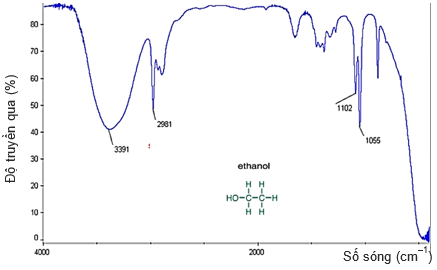 Độ truyền qua (%)
80
70
60
50
40
30
20
10
0
3391
2981
1102
1055
ethanol
H H
HO C C H
H H
4000
2000
Số sóng (cm⁻¹)